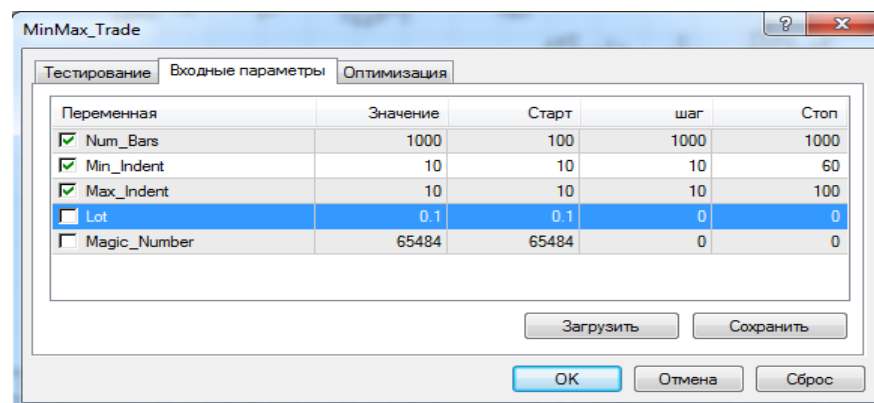 MinMax_Trade
Тестирование Входные параметры Оптимизация
Переменная Значение Старт шаг Стоп
Num_Bars 1000 100 1000 1000
Min_Indent 10 10 10 60
Max_Indent 10 10 10 100
Lot 0.1 0.1 0 0
Magic_Number 65484 65484 0 0
Загрузить Сохранить
OK Отмена Сброс